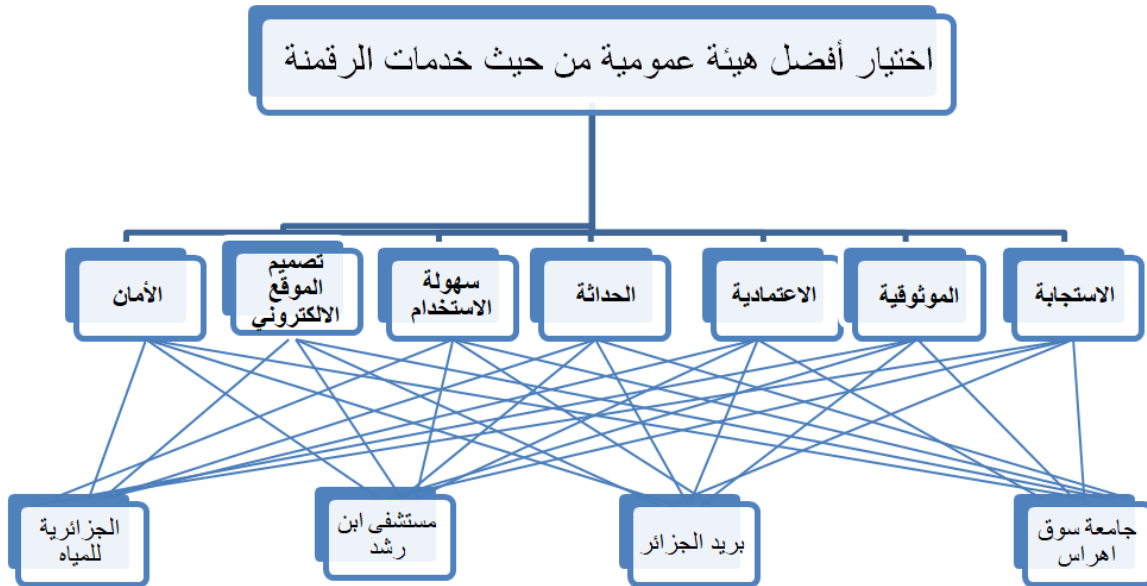 اختيار أفضل هيئة عمومية من حيث خدمات الرقمنة
الاستجابة
الموثوقية
الاعتمادية
الحداثة
سهولة
الاستخدام
تصميم
الموقع
الالكتروني
الأمان
جامعة سوق
اهراس
بريد الجزائر
مستشفى ابن
رشد
الجزائرية
للمياه